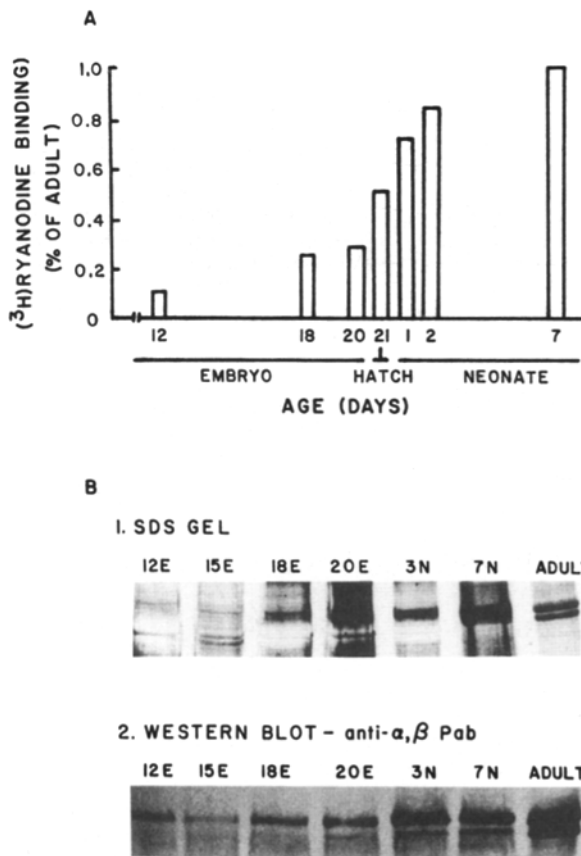 A
(³H)RYANODINE BINDING
(% OF ADULT)
1.0
0.8
0.6
0.4
0.2
0
12 18 20 21 1 2 7
EMBRYO HATCH NEONATE
AGE (DAYS)
B
1. SDS GEL
12E 15E 18E 20E 3N 7N ADULT
2. WESTERN BLOT - anti-α,β Pab
12E 15E 18E 20E 3N 7N ADULT